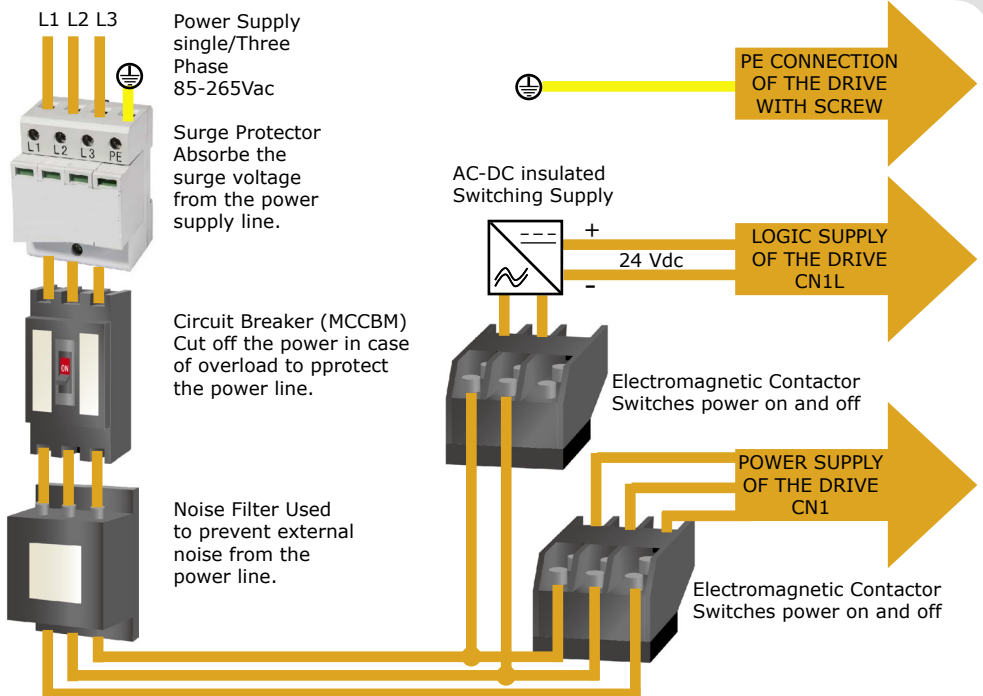 L1 L2 L3
Power Supply
single/Three
Phase
85-265Vac
L1 L2 L3 PE
Surge Protector
Absorbe the
surge voltage
from the power
supply line.
Circuit Breaker (MCCBM)
Cut off the power in case
of overload to pprotect
the power line.
ON
Noise Filter Used
to prevent external
noise from the
power line.
PE CONNECTION
OF THE DRIVE
WITH SCREW
AC-DC insulated
Switching Supply
+
24 Vdc
-
LOGIC SUPPLY
OF THE DRIVE
CN1L
Electromagnetic Contactor
Switches power on and off
POWER SUPPLY
OF THE DRIVE
CN1
Electromagnetic Contactor
Switches power on and off